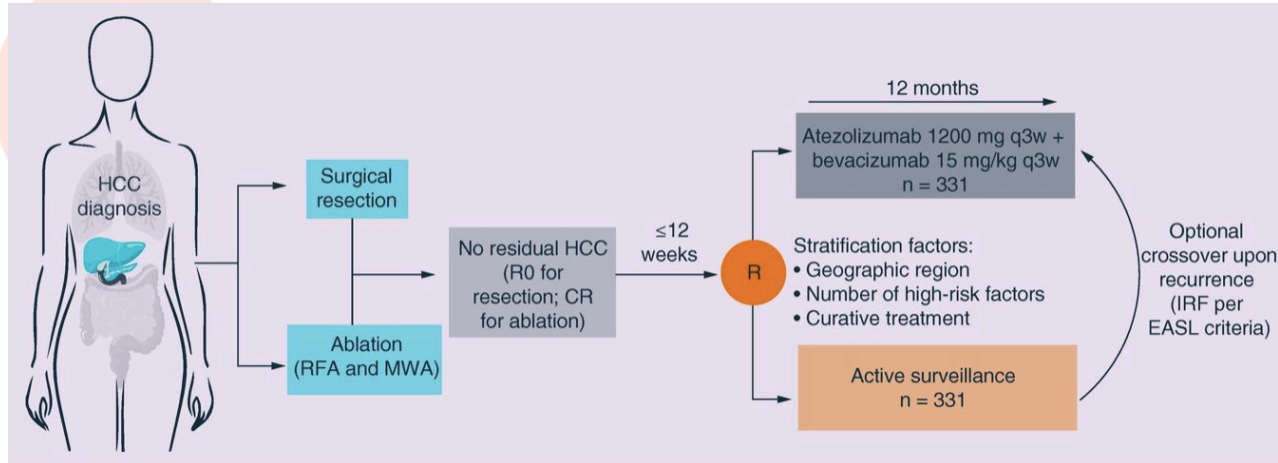 HCC
diagnosis
Surgical
resection
Ablation
(RFA and MWA)
No residual HCC
(R0 for
resection; CR
for ablation)
≤12
weeks
R
12 months
Atezolizumab 1200 mg q3w +
bevacizumab 15 mg/kg q3w
n = 331
Stratification factors:
• Geographic region
• Number of high-risk factors
• Curative treatment
Active surveillance
n = 331
Optional
crossover upon
recurrence
(IRF per
EASL criteria)